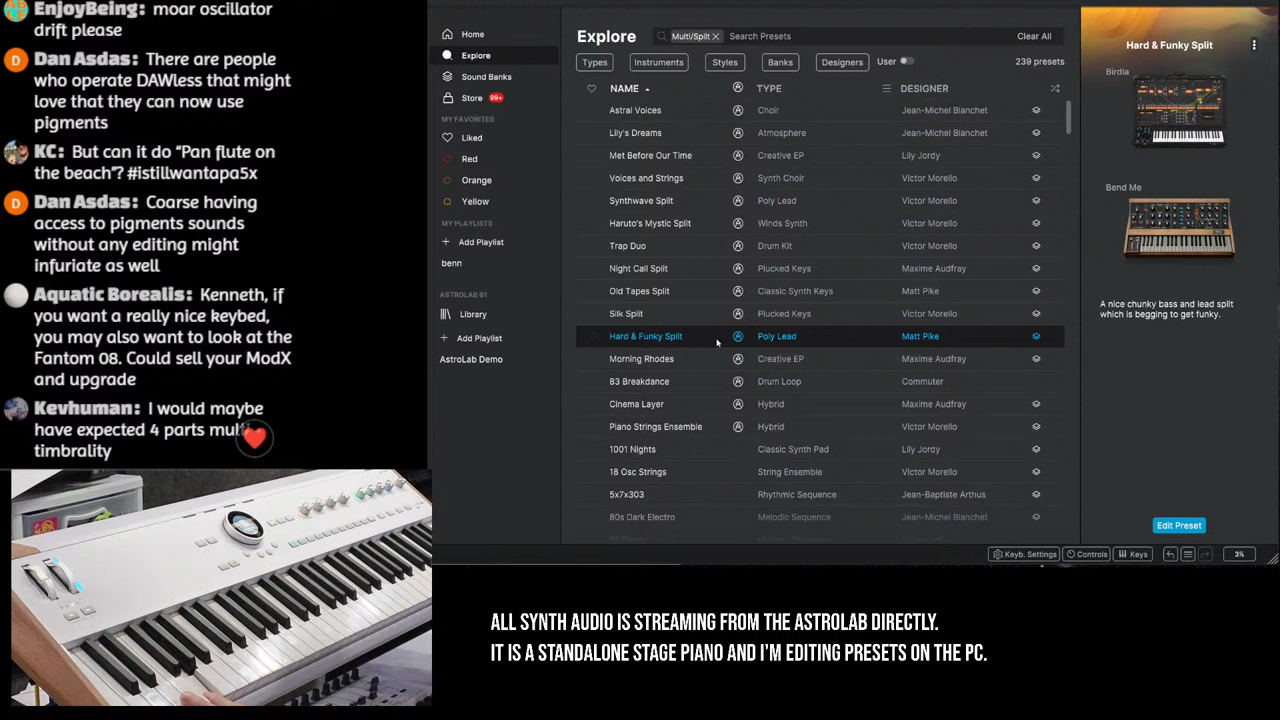 EnjoyBeing: moar oscillator
drift please
D
Dan Asdas: There are people
who operate DAWless that might
love that they can now use
pigments
KC: But can it do “Pan flute on
the beach”? #istillwantapa5x
D
Dan Asdas: Coarse having
access to pigments sounds
without any editing might
infuriate as well
Aquatic Borealis: Kenneth, if
you want a really nice keybed,
you may also want to look at the
Fantom 08. Could sell your ModX
and upgrade
Kevhuman: I would maybe
have expected 4 parts mul
timbrality
Home
Explore
Sound Banks
Store 99+
MY FAVORITES
Liked
Red
Orange
Yellow
MY PLAYLISTS
Add Playlist
benn
ASTROLAB 01
Library
Add Playlist
AstroLab Demo
Explore Multi/Split Search Presets Clear All
Types Instruments Styles Banks Designers User 239 presets
NAME TYPE DESIGNER
Astral Voices Choir Jean-Michel Blanchet
Lily's Dreams Atmosphere Jean-Michel Blanchet
Met Before Our Time Creative EP Lily Jordy
Voices and Strings Synth Choir Victor Morello
Synthwave Split Poly Lead Victor Morello
Haruto's Mystic Split Winds Synth Victor Morello
Trap Duo Drum Kit Victor Morello
Night Call Split Plucked Keys Maxime Audfray
Old Tapes Split Classic Synth Keys Matt Pike
Silk Split Plucked Keys Victor Morello
Hard & Funky Split Poly Lead Matt Pike
Morning Rhodes Creative EP Maxime Audfray
83 Breakdance Drum Loop Commuter
Cinema Layer Hybrid Maxime Audfray
Piano Strings Ensemble Hybrid Victor Morello
1001 Nights Classic Synth Pad Lily Jordy
18 Osc Strings String Ensemble Victor Morello
5x7x303 Rhythmic Sequence Jean-Baptiste Arthus
80s Dark Electro Melodic Sequence Jean-Michel Blanchet
Hard & Funky Split
Birdla
Bend Me
A nice chunky bass and lead split
which is begging to get funky.
Edit Preset
Keyb. Settings Controls Keys 3%
ALL SYNTH AUDIO IS STREAMING FROM THE ASTROLAB DIRECTLY.
IT IS A STANDALONE STAGE PIANO AND I'M EDITING PRESETS ON THE PC.